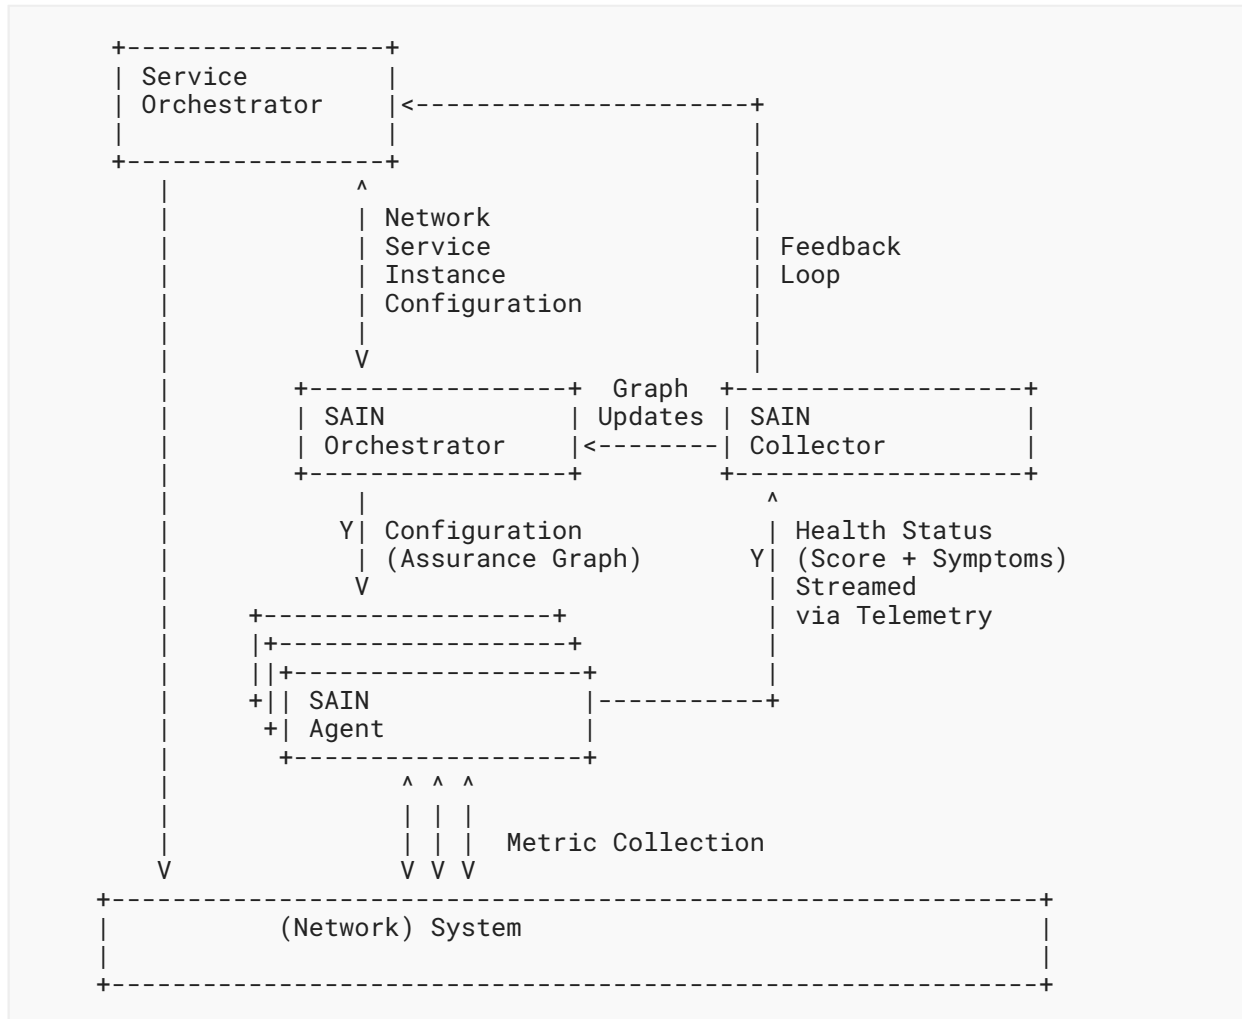 Service
Orchestrator
Network
Service
Instance
Configuration
Feedback
Loop
Graph
Updates
SAIN
Orchestrator
SAIN
Collector
Y
Configuration
(Assurance Graph)
Y
Health Status
(Score + Symptoms)
Streamed
via Telemetry
SAIN
Agent
Metric Collection
(Network) System